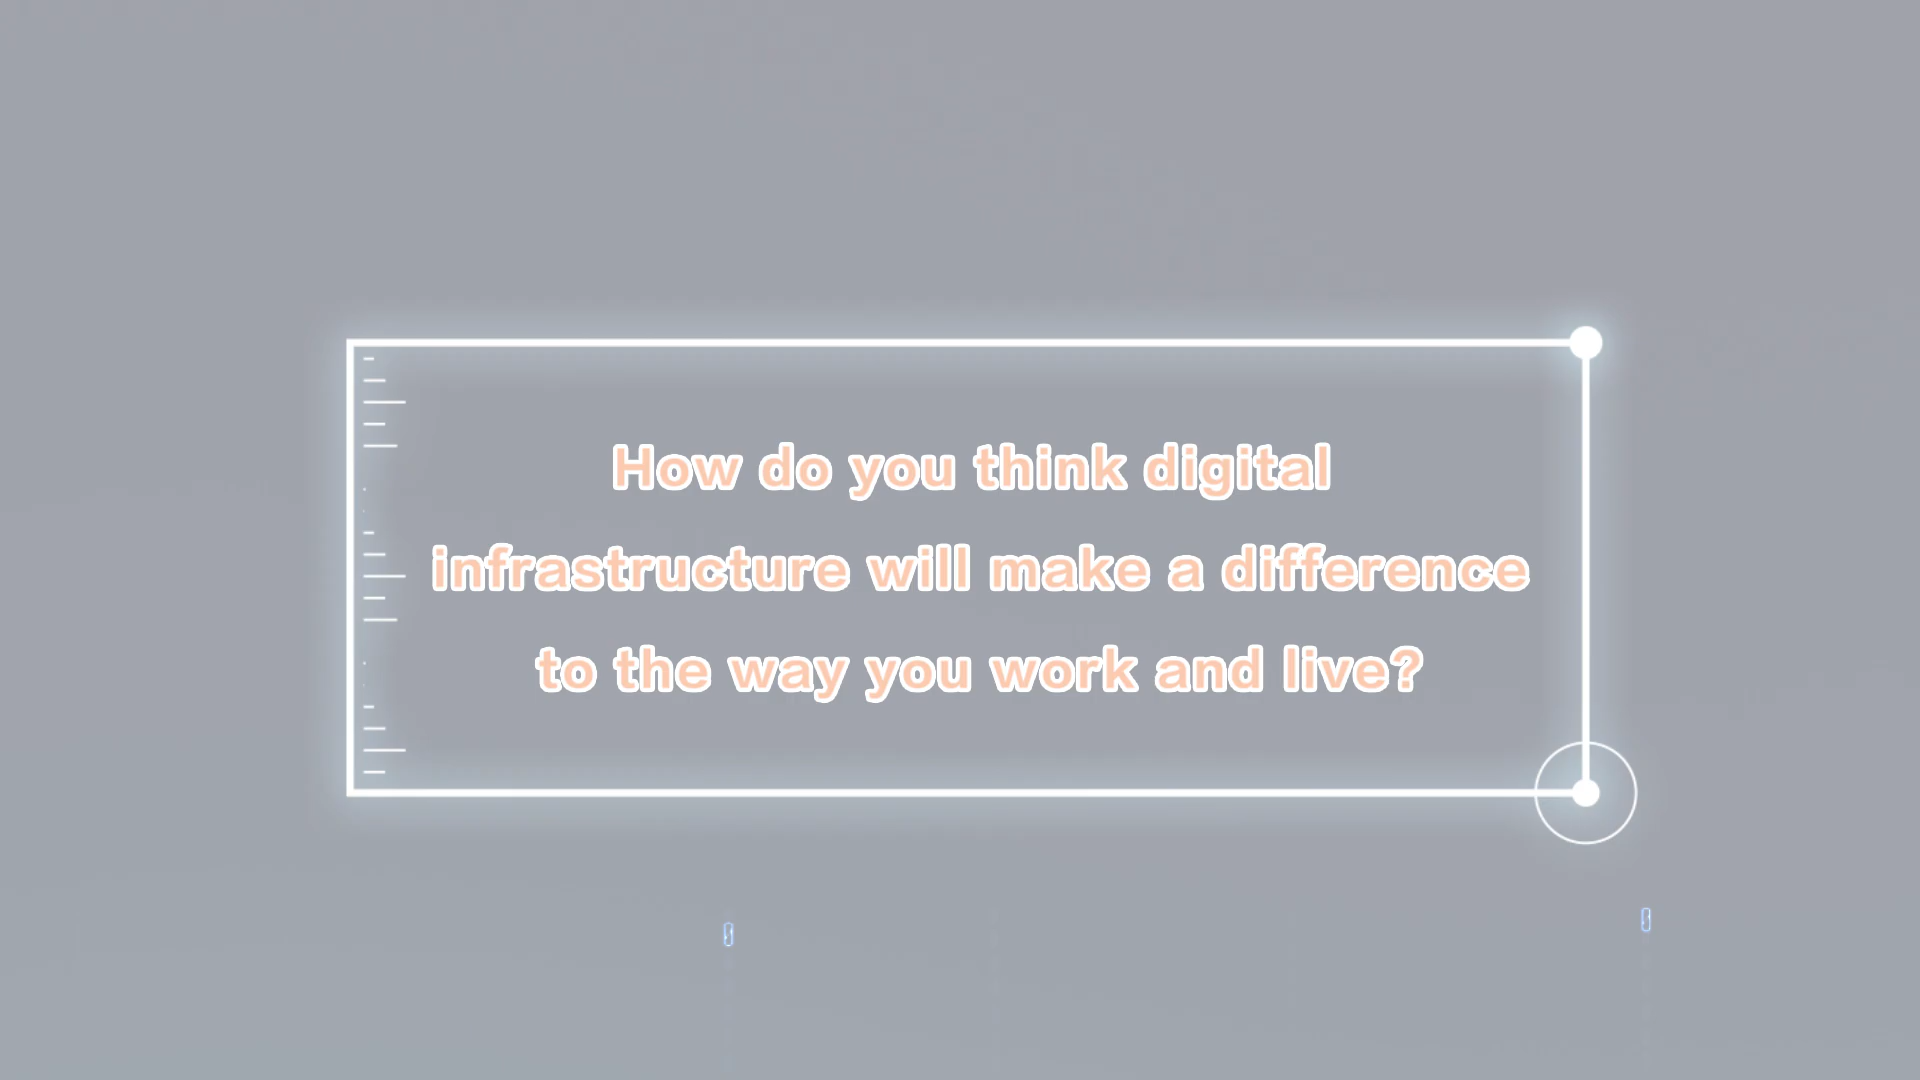 How do you think digital
infrastructure will make a difference
to the way you work and live?